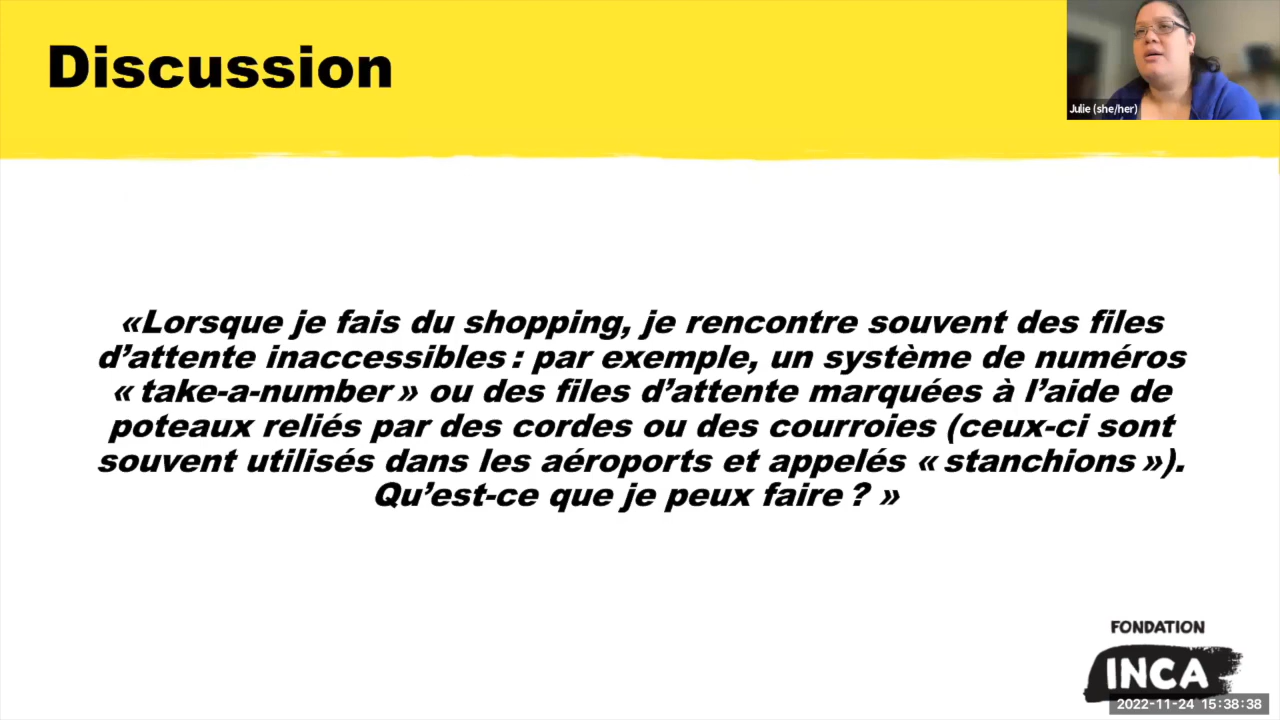 Discussion
Julie (she/her)
«Lorsque je fais du shopping, je rencontre souvent des files
d’attente inaccessibles : par exemple, un système de numéros
« take-a-number » ou des files d’attente marquées à l’aide de
poteaux reliés par des cordes ou des courroies (ceux-ci sont
souvent utilisés dans les aéroports et appelés « stanchions »).
Qu’est-ce que je peux faire ? »
FONDATION
INCA
2022-11-24 15:38:38